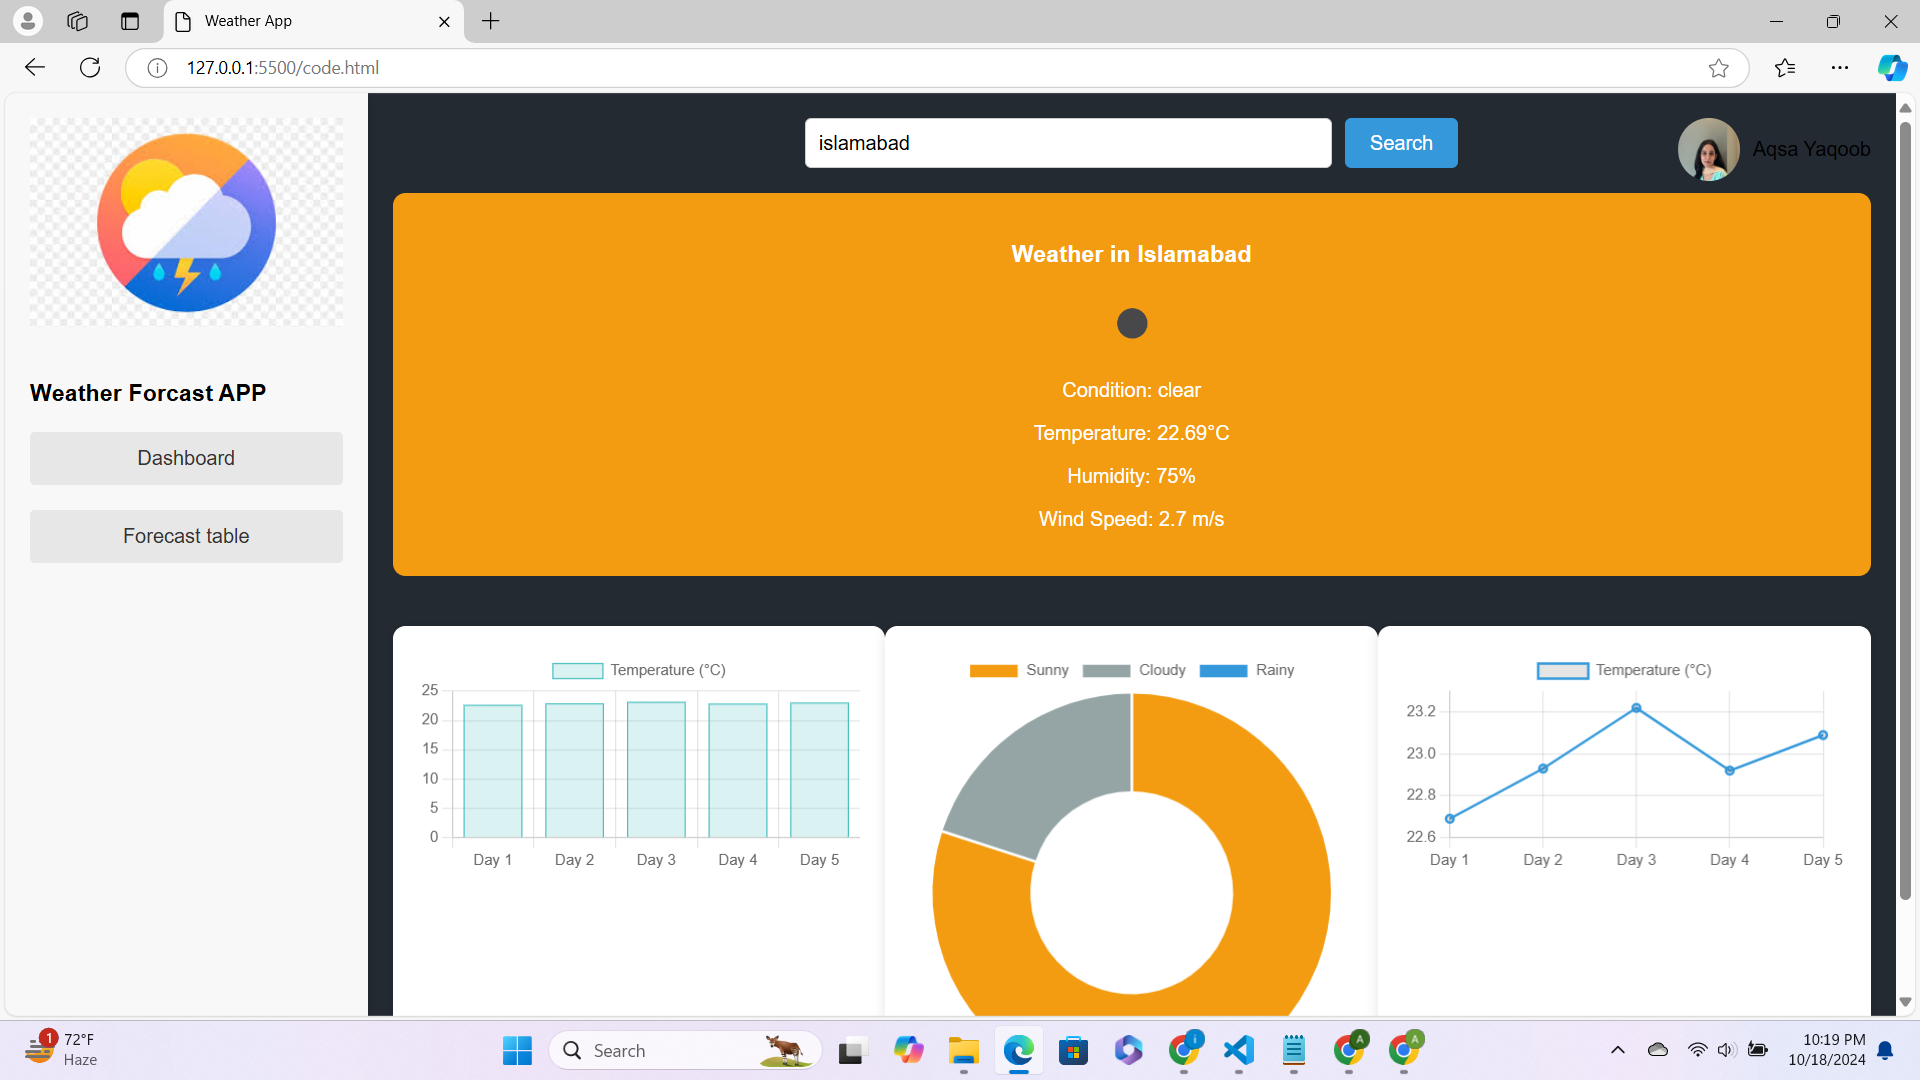 Weather App
127.0.0.1:5500/code.html
islamabad
Search
Aqsa Yaqoob
Weather Forcast APP
Dashboard
Forecast table
Weather in Islamabad
Condition: clear
Temperature: 22.69°C
Humidity: 75%
Wind Speed: 2.7 m/s
Temperature (°C)
25
20
15
10
5
0
Day 1 Day 2 Day 3 Day 4 Day 5
Sunny Cloudy Rainy
Temperature (°C)
23.2
23.0
22.8
22.6
Day 1 Day 2 Day 3 Day 4 Day 5
1
72°F
Haze
Search
i
A
A
10:19 PM
10/18/2024